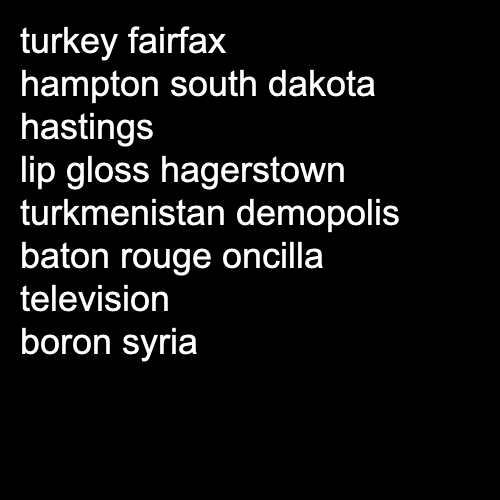 turkey fairfax
hampton south dakota
hastings
lip gloss hagerstown
turkmenistan demopolis
baton rouge oncilla
television
boron syria